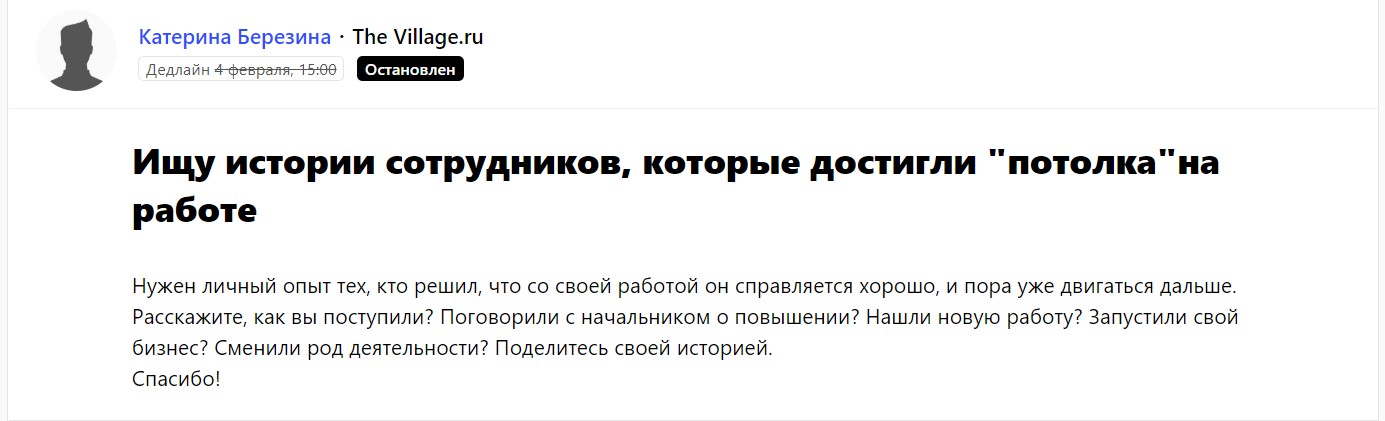 Катерина Березина · The Village.ru
Дедлайн 4 февраля, 15:00 Остановлен
Ищу истории сотрудников, которые достигли "потолка"на
работе
Нужен личный опыт тех, кто решил, что со своей работой он справляется хорошо, и пора уже двигаться дальше.
Расскажите, как вы поступили? Поговорили с начальником о повышении? Нашли новую работу? Запустили свой
бизнес? Сменили род деятельности? Поделитесь своей историей.
Спасибо!